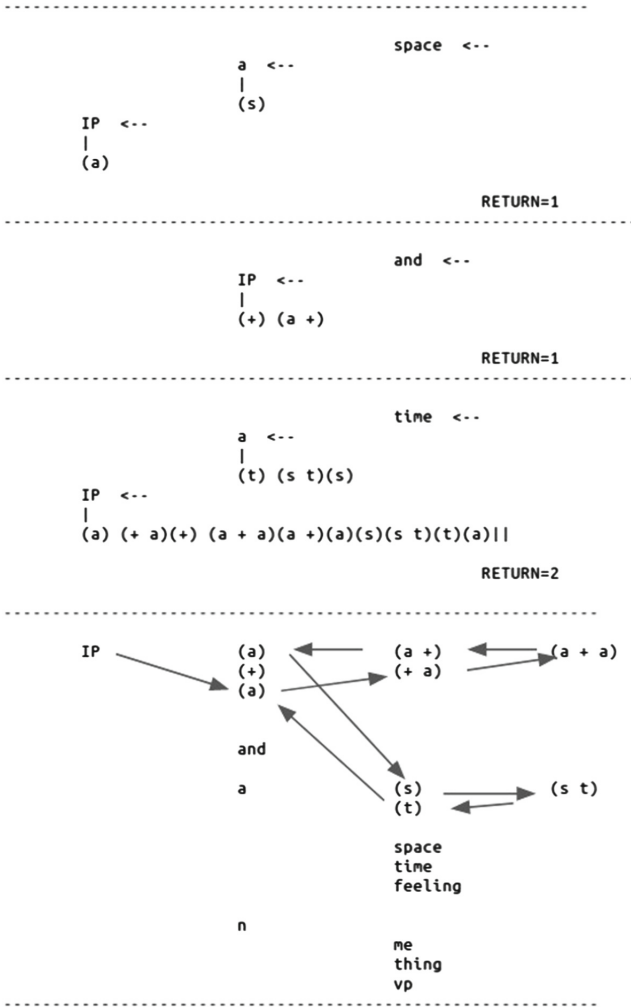 space <--
a <--
|
(s)
IP <--
|
(a)
RETURN=1
and <--
IP <--
|
(+) (a +)
RETURN=1
time <--
a <--
|
(t) (s t)(s)
IP <--
|
(a) (+ a)(+) (a + a)(a +)(a)(s)(s t)(t)(a)||
RETURN=2
IP (a) (a +) (a + a)
(+) (+ a)
(a)
and
a (s) (s t)
(t)
space
time
feeling
n
me
thing
vp